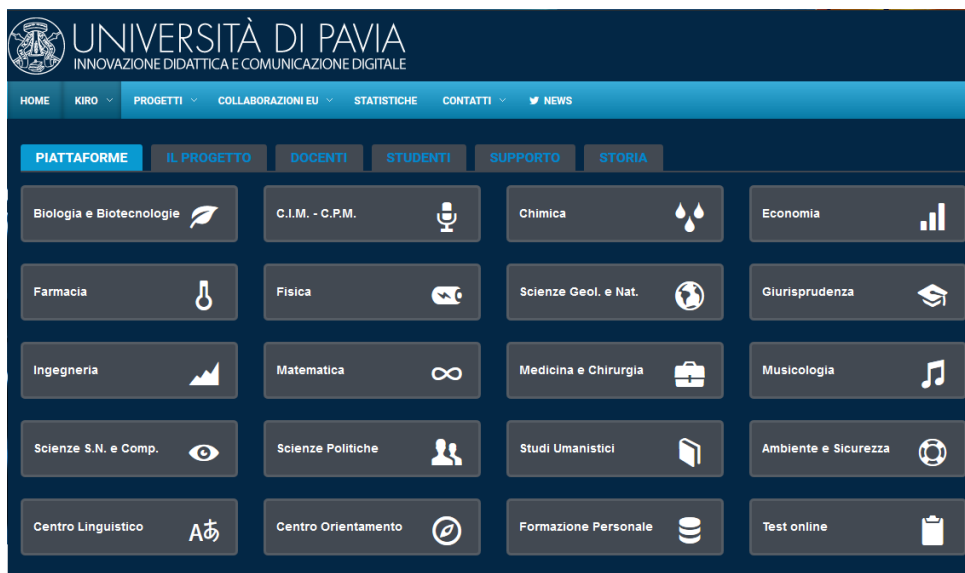 UNIVERSITÀ DI PAVIA
INNOVAZIONE DIDATTICA E COMUNICAZIONE DIGITALE
HOME KIRO PROGETTI COLLABORAZIONI EU STATISTICHE CONTATTI NEWS
PIATTAFORME IL PROGETTO DOCENTI STUDENTI SUPPORTO STORIA
Biologia e Biotecnologie C.I.M. - C.P.M. Chimica Economia
Farmacia Fisica Scienze Geol. e Nat. Giurisprudenza
Ingegneria Matematica Medicina e Chirurgia Musicologia
Scienze S.N. e Comp. Scienze Politiche Studi Umanistici Ambiente e Sicurezza
Centro Linguistico Aあ Centro Orientamento Formazione Personale Test online